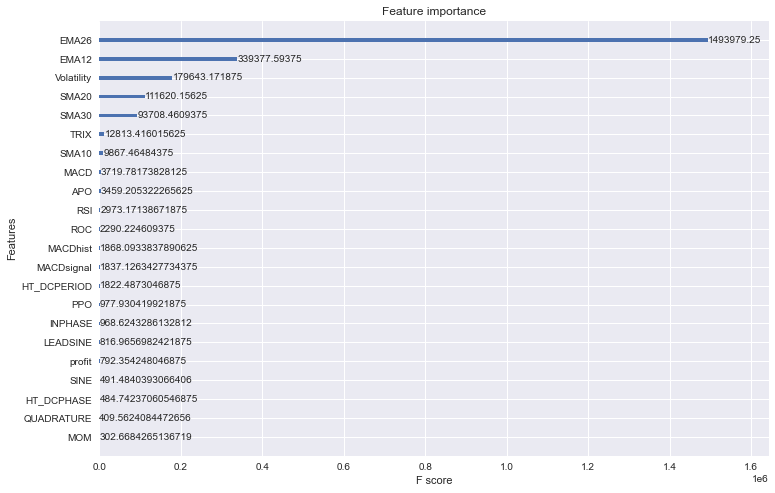 Feature importance
EMA26 1493979.25
EMA12 339377.59375
Volatility 179643.171875
SMA20 111620.15625
SMA30 93708.4609375
TRIX 12813.416015625
SMA10 9867.46484375
MACD 3719.78173828125
APO 3459.205322265625
RSI 2973.17138671875
ROC 2290.224609375
MACDhist 1868.0933837890625
MACDsignal 1837.1263427734375
HT_DCPERIOD 1822.4873046875
PPO 977.930419921875
INPHASE 968.6243286132812
LEADSINE 816.9656982421875
profit 792.354248046875
SINE 491.4840393066406
HT_DCPHASE 484.74237060546875
QUADRATURE 409.5624084472656
MOM 302.6684265136719
Features
0.0 0.2 0.4 0.6 0.8 1.0 1.2 1.4 1.6
1e6
F score